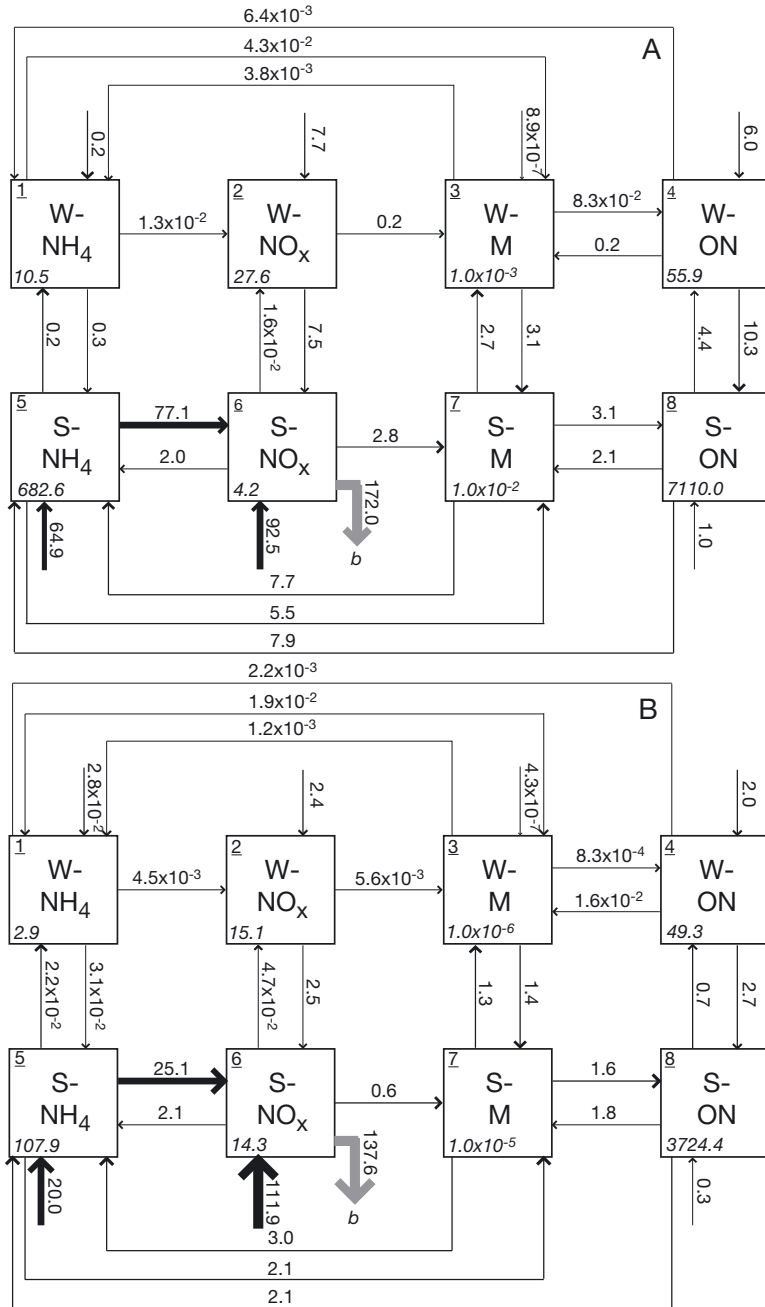 6.4x10⁻³
A
4.3x10⁻²
3.8x10⁻³
0.2
7.7
8.9x10⁻⁷
6.0
1
W-
NH₄
10.5
1.3x10⁻²
2
W-
NOₓ
27.6
0.2
3
W-
M
1.0x10⁻³
8.3x10⁻²
0.2
4
W-
ON
55.9
0.2
0.3
1.6x10⁻²
7.5
2.7
3.1
4.4
10.3
5
S-
NH₄
682.6
77.1
2.0
6
S-
NOₓ
4.2
2.8
7
S-
M
1.0x10⁻²
3.1
2.1
8
S-
ON
7110.0
64.9
92.5
172.0
b
1.0
7.7
5.5
7.9
2.2x10⁻³
B
1.9x10⁻²
1.2x10⁻³
2.8x10⁻²
2.4
4.3x10⁻⁷
2.0
1
W-
NH₄
2.9
4.5x10⁻³
2
W-
NOₓ
15.1
5.6x10⁻³
3
W-
M
1.0x10⁻⁶
8.3x10⁻⁴
1.6x10⁻²
4
W-
ON
49.3
2.2x10⁻²
3.1x10⁻²
4.7x10⁻²
2.5
1.3
1.4
0.7
2.7
5
S-
NH₄
107.9
25.1
2.1
6
S-
NOₓ
14.3
0.6
7
S-
M
1.0x10⁻⁵
1.6
1.8
8
S-
ON
3724.4
20.0
111.9
137.6
b
0.3
3.0
2.1
2.1